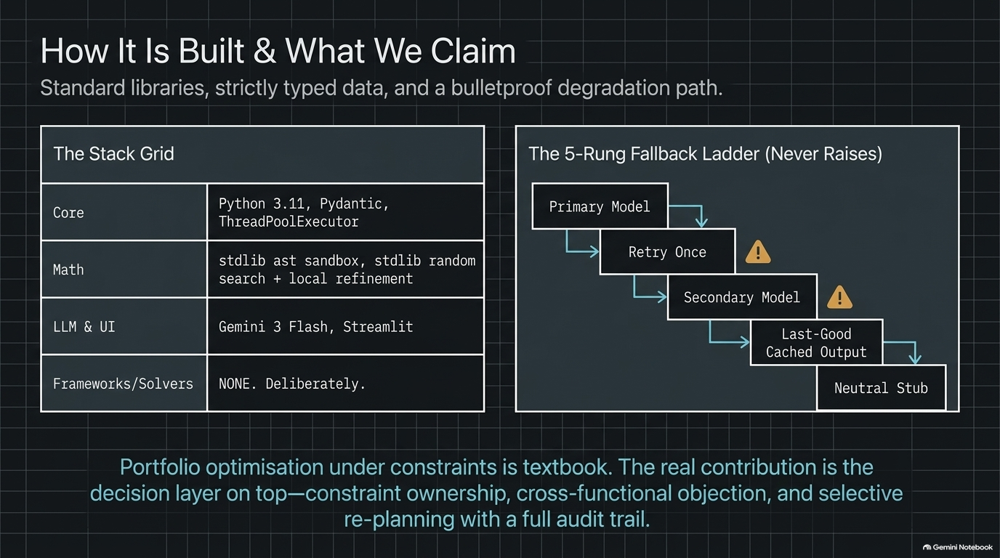 How It Is Built & What We Claim
Standard libraries, strictly typed data, and a bulletproof degradation path.
The Stack Grid
Core
Python 3.11, Pydantic,
ThreadPoolExecutor
Math
stdlib ast sandbox, stdlib random
search + local refinement
LLM & UI
Gemini 3 Flash, Streamlit
Frameworks/Solvers
NONE. Deliberately.
The 5-Rung Fallback Ladder (Never Raises)
Primary Model
Retry Once
Secondary Model
Last-Good
Cached Output
Neutral Stub
Portfolio optimisation under constraints is textbook. The real contribution is the
decision layer on top—constraint ownership, cross-functional objection, and selective
re-planning with a full audit trail.
Gemini Notebook